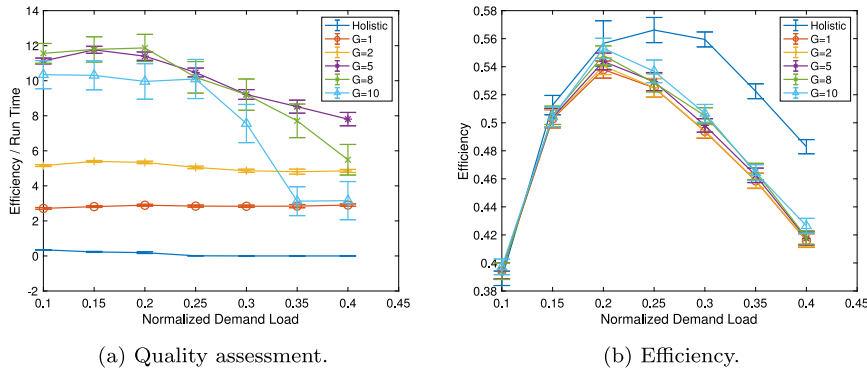 14
12
10
8
6
4
2
0
-2
0.1 0.15 0.2 0.25 0.3 0.35 0.4 0.45
Efficiency / Run Time
Normalized Demand Load
Holistic
G=1
G=2
G=5
G=8
G=10
(a) Quality assessment.
0.58
0.56
0.54
0.52
0.5
0.48
0.46
0.44
0.42
0.4
0.38
0.1 0.15 0.2 0.25 0.3 0.35 0.4 0.45
Efficiency
Normalized Demand Load
Holistic
G=1
G=2
G=5
G=8
G=10
(b) Efficiency.